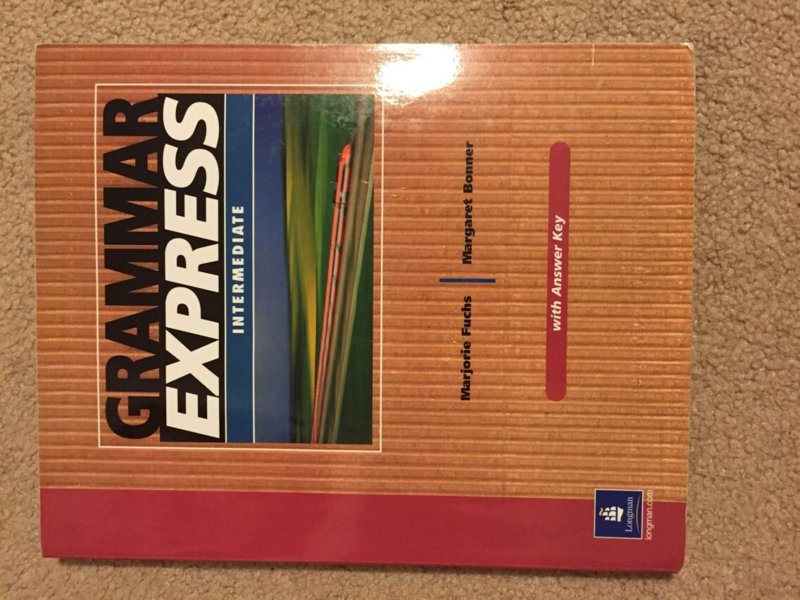 GRAMMAR
EXPRESS
INTERMEDIATE
Marjorie Fuchs
Margaret Bonner
with Answer Key
Longman
longman.com